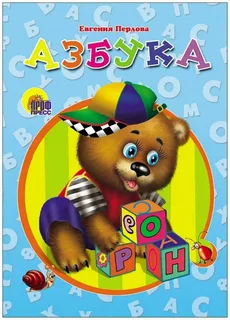 Евгения Перлова
АЗБУКА
ПРОФ
ПРЕСС
З
Р О Х
Р І Н